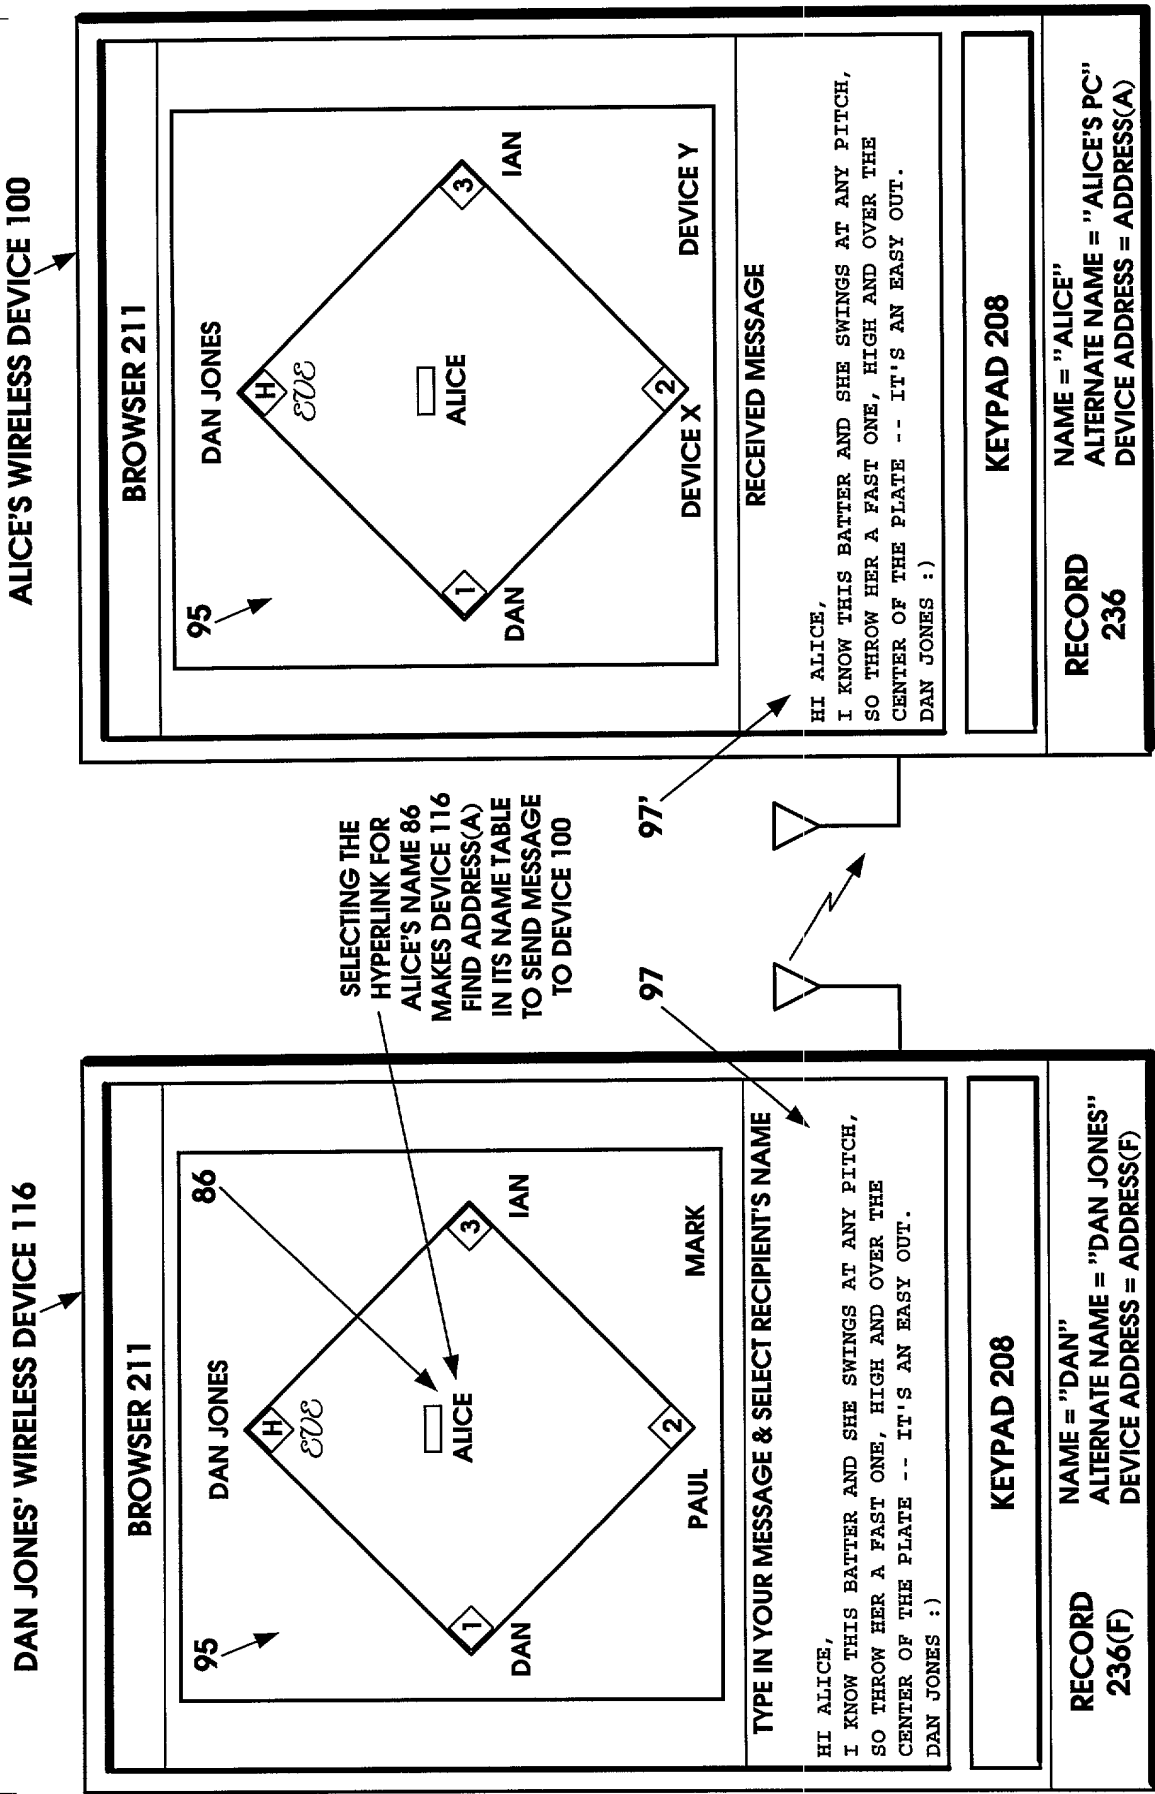 DAN JONES' WIRELESS DEVICE 116
BROWSER 211
95
86
DAN JONES
H
EVE
ALICE
1
DAN
3
IAN
2
PAUL
MARK
TYPE IN YOUR MESSAGE & SELECT RECIPIENT'S NAME
HI ALICE,
I KNOW THIS BATTER AND SHE SWINGS AT ANY PITCH,
SO THROW HER A FAST ONE, HIGH AND OVER THE
CENTER OF THE PLATE -- IT'S AN EASY OUT.
DAN JONES :)
KEYPAD 208
RECORD
236(F)
NAME = "DAN"
ALTERNATE NAME = "DAN JONES"
DEVICE ADDRESS = ADDRESS(F)
SELECTING THE
HYPERLINK FOR
ALICE'S NAME 86
MAKES DEVICE 116
FIND ADDRESS(A)
IN ITS NAME TABLE
TO SEND MESSAGE
TO DEVICE 100
97
97'
ALICE'S WIRELESS DEVICE 100
BROWSER 211
95
DAN JONES
H
EVE
ALICE
1
DAN
3
IAN
2
DEVICE X
DEVICE Y
RECEIVED MESSAGE
HI ALICE,
I KNOW THIS BATTER AND SHE SWINGS AT ANY PITCH,
SO THROW HER A FAST ONE, HIGH AND OVER THE
CENTER OF THE PLATE -- IT'S AN EASY OUT.
DAN JONES :)
KEYPAD 208
RECORD
236
NAME = "ALICE"
ALTERNATE NAME = "ALICE'S PC"
DEVICE ADDRESS = ADDRESS(A)